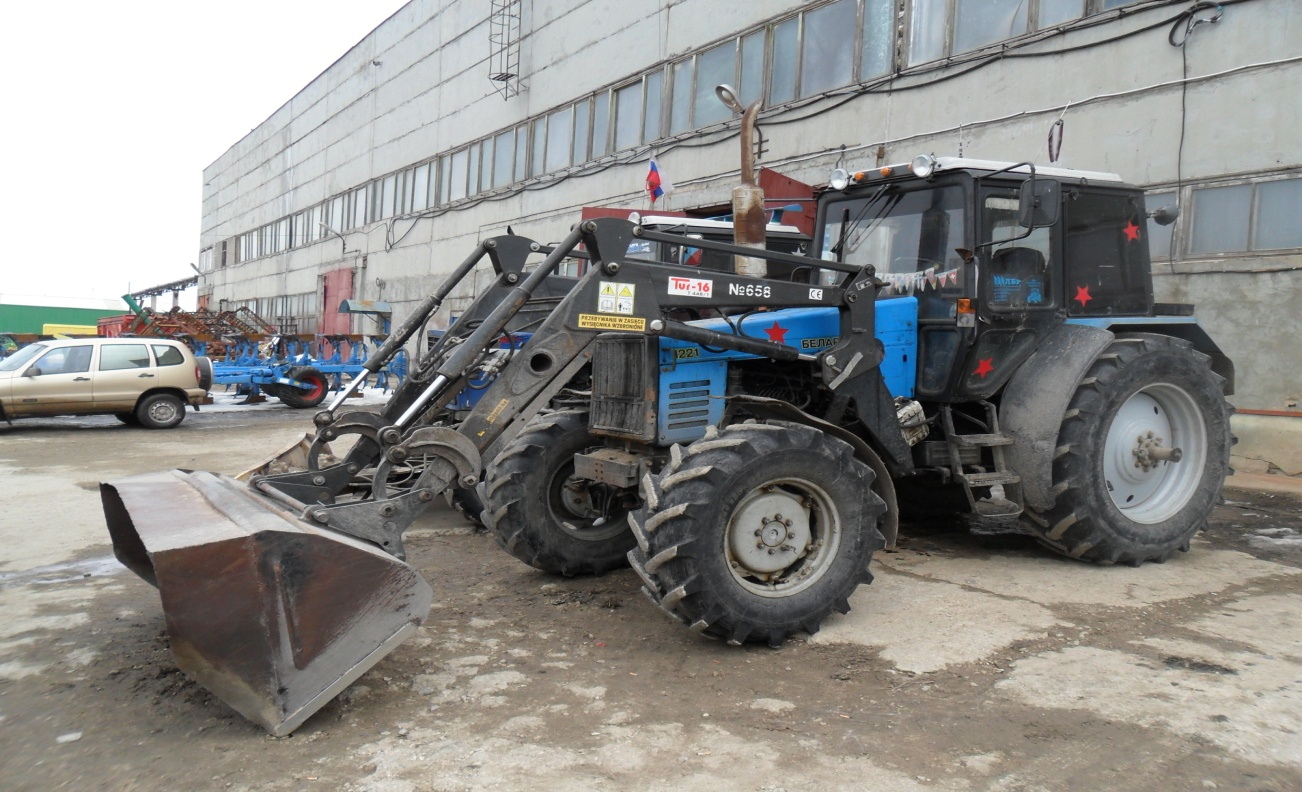 Tur-16
№658
CE
PRZEBYWANIE W ZASIĘGU
WYSIĘGNIKA WZBRONIONE
1221
БЕЛАР